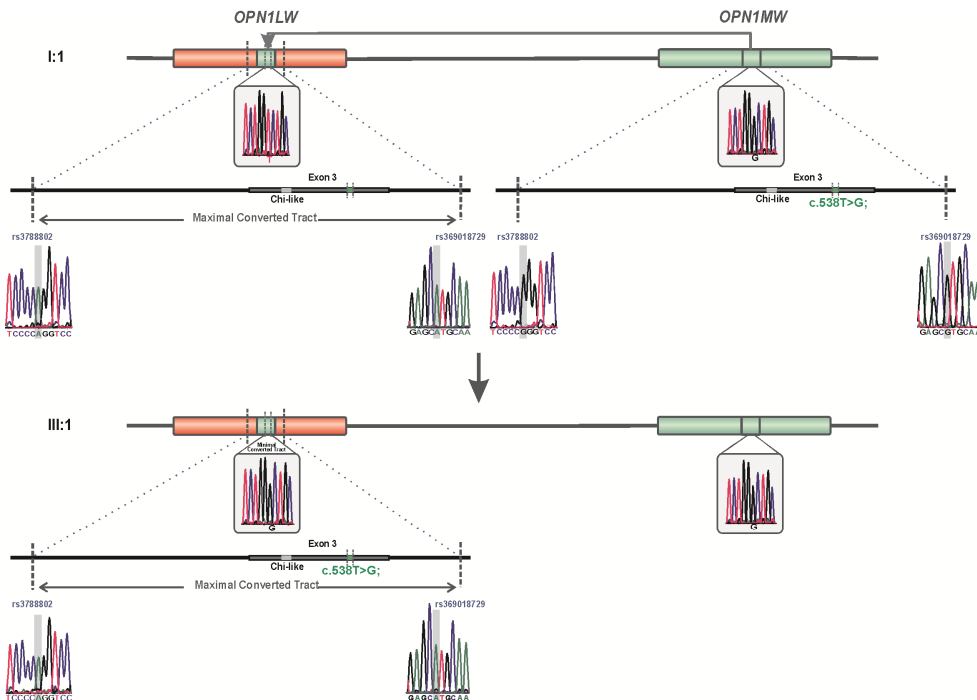 OPN1LW
OPN1MW
I:1
T
G
Exon 3
Chi-like
Maximal Converted Tract
Exon 3
Chi-like
c.538T>G;
rs3788802
rs369018729
rs3788802
rs369018729
TCCCCAGGTCC
GAGCATGCAA
TCCCCGGGTCC
GAGCGTGCAA
III:1
Minimal
Converted Tract
G
G
Exon 3
Chi-like
c.538T>G;
Maximal Converted Tract
rs3788802
rs369018729
TCCCCAGGTCC
GAGCATGCAA